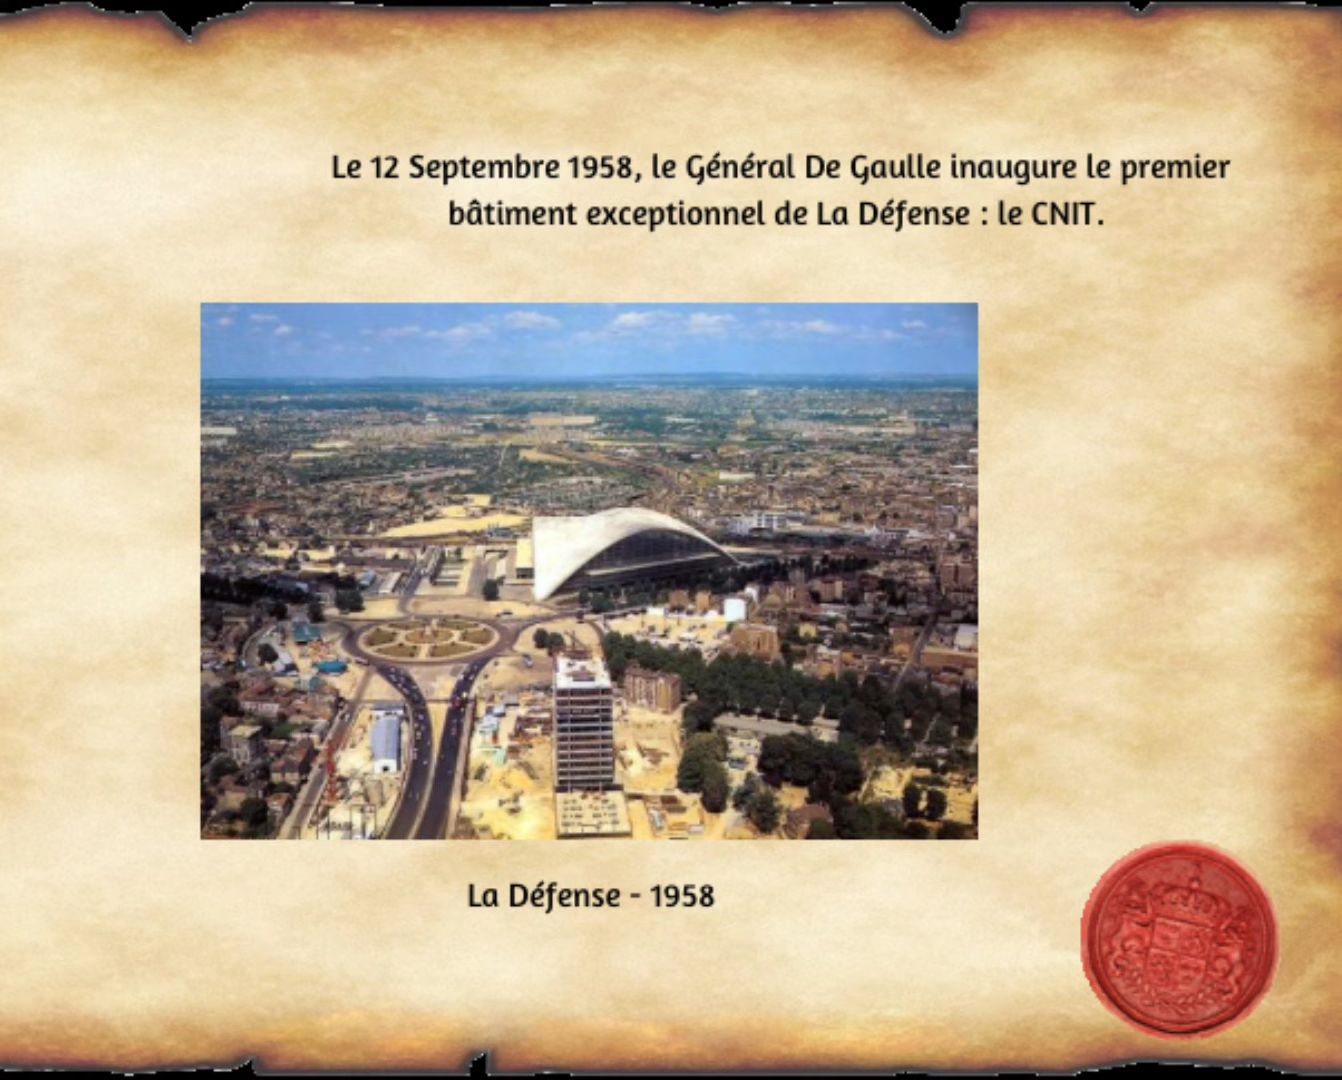 Le 12 Septembre 1958, le Général De Gaulle inaugure le premier
bâtiment exceptionnel de La Défense : le CNIT.
La Défense - 1958